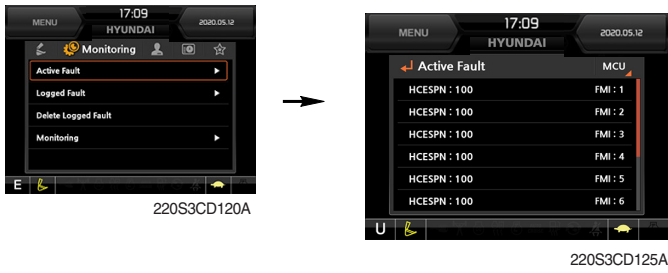 MENU 17:09 2020.05.12
HYUNDAI
Monitoring
Active Fault
Logged Fault
Delete Logged Fault
Monitoring
E
220S3CD120A
MENU 17:09 2020.05.12
HYUNDAI
Active Fault MCU
HCESPN : 100 FMI : 1
HCESPN : 100 FMI : 2
HCESPN : 100 FMI : 3
HCESPN : 100 FMI : 4
HCESPN : 100 FMI : 5
HCESPN : 100 FMI : 6
U
220S3CD125A